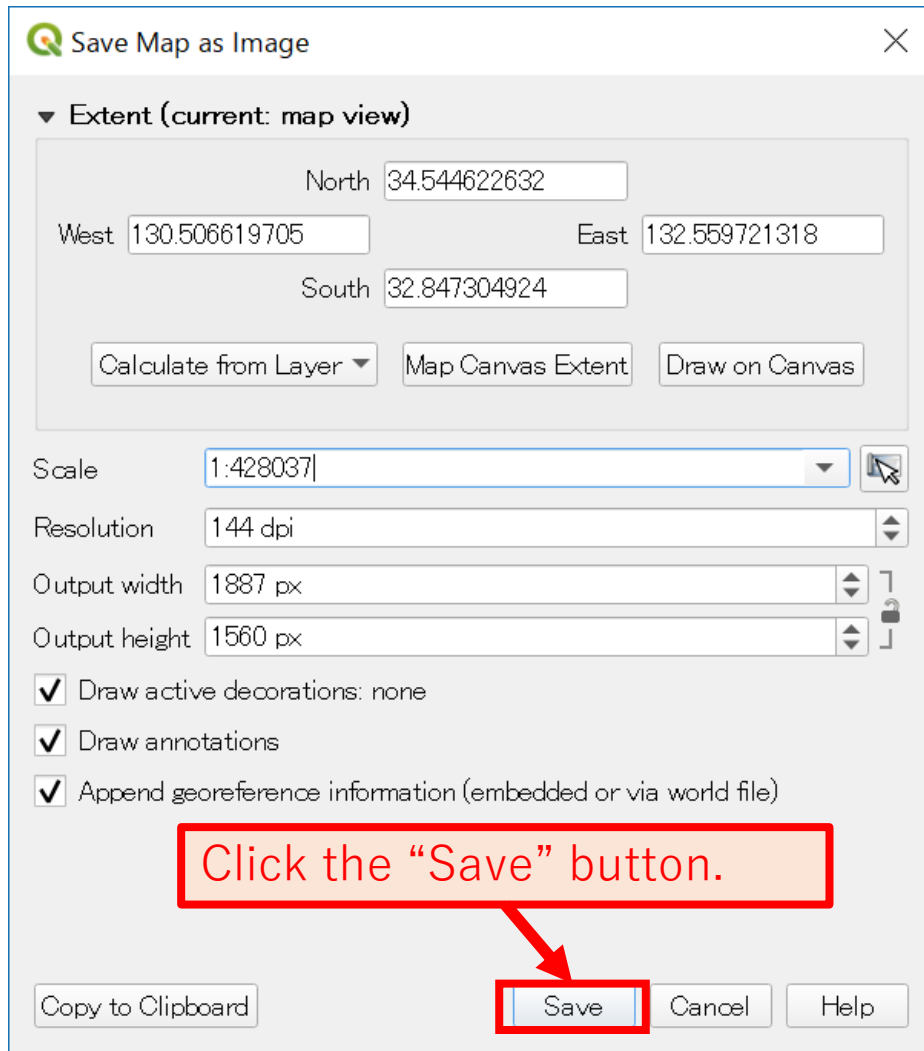 Save Map as Image
Extent (current: map view)
North 34.544622632
West 130.506619705 East 132.559721318
South 32.847304924
Calculate from Layer Map Canvas Extent Draw on Canvas
Scale 1:428037
Resolution 144 dpi
Output width 1887 px
Output height 1560 px
Draw active decorations: none
Draw annotations
Append georeference information (embedded or via world file)
Click the “Save” button.
Copy to Clipboard Save Cancel Help